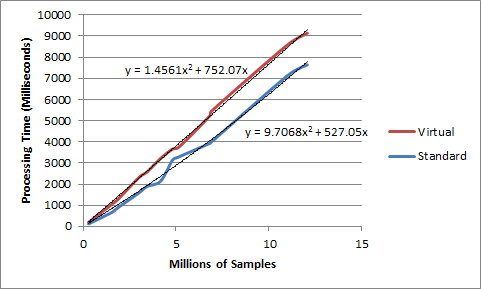 10000
9000
8000
7000
6000
5000
4000
3000
2000
1000
0
Processing Time (Milliseconds)
y = 1.4561x² + 752.07x
y = 9.7068x² + 527.05x
Virtual
Standard
0 5 10 15
Millions of Samples